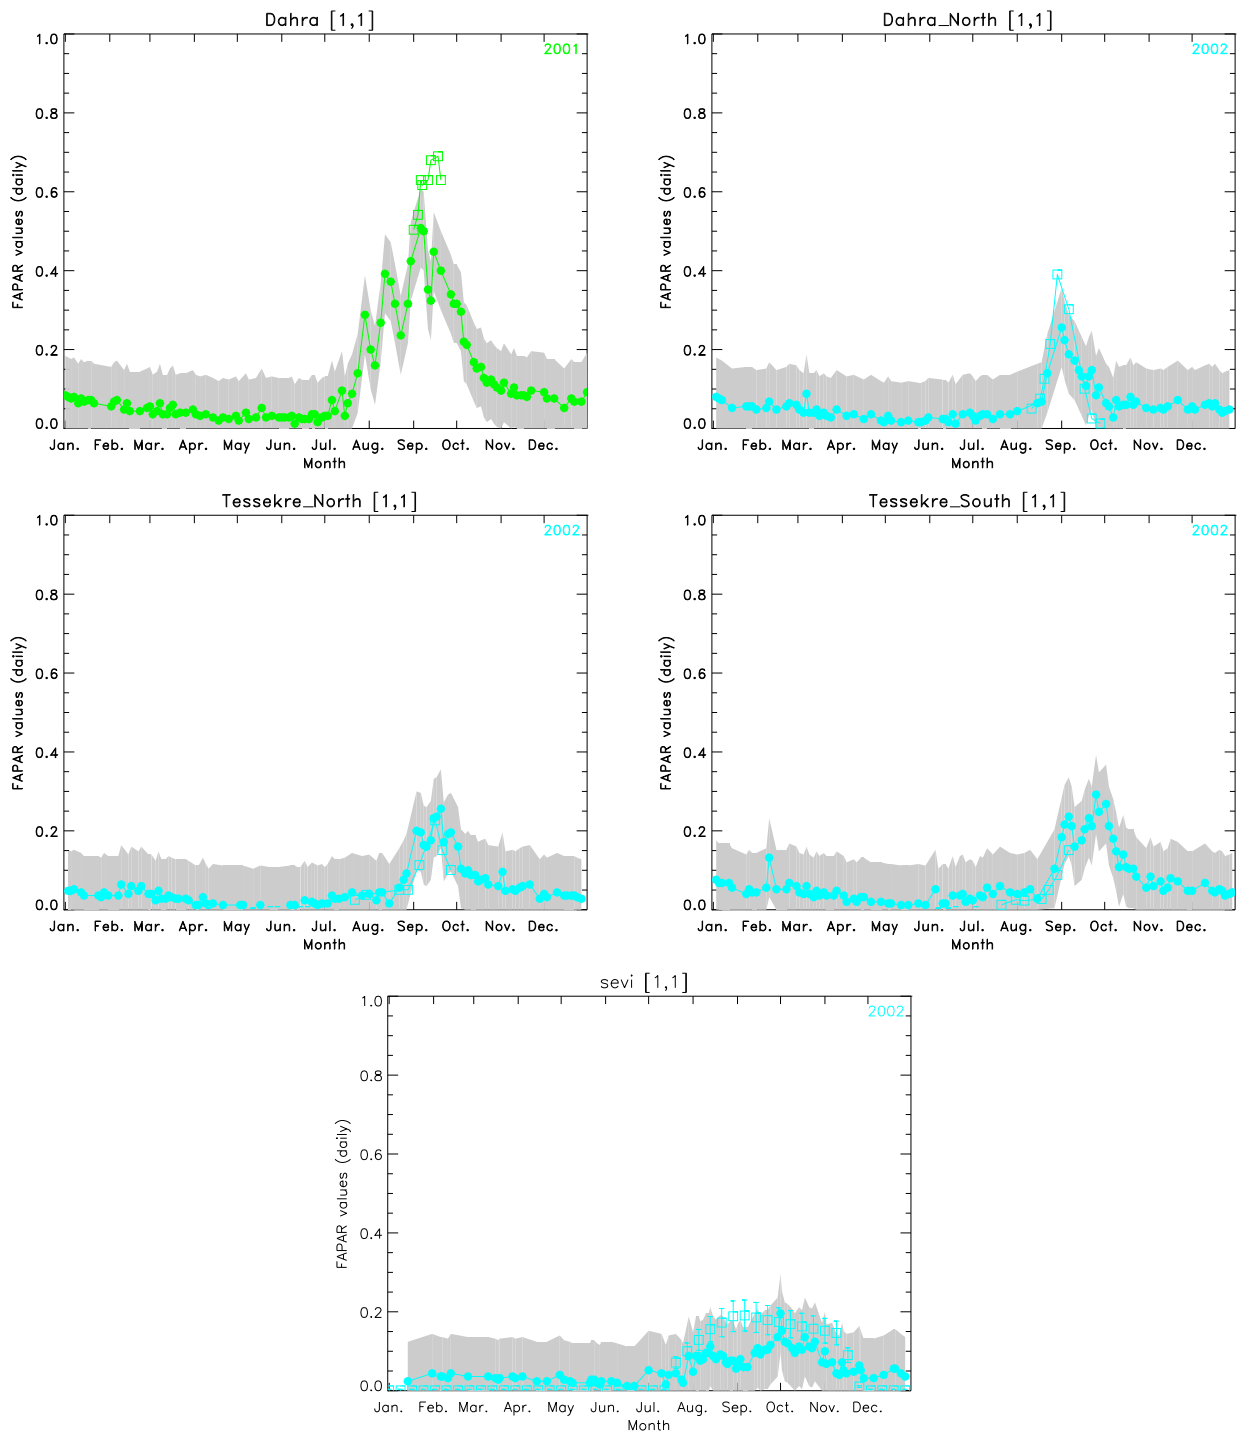 Dahra [1,1]
2001
FAPAR values (daily)
1.0
0.8
0.6
0.4
0.2
0.0
Jan. Feb. Mar. Apr. May Jun. Jul. Aug. Sep. Oct. Nov. Dec.
Month
Dahra_North [1,1]
2002
FAPAR values (daily)
1.0
0.8
0.6
0.4
0.2
0.0
Jan. Feb. Mar. Apr. May Jun. Jul. Aug. Sep. Oct. Nov. Dec.
Month
Tessekre_North [1,1]
2002
FAPAR values (daily)
1.0
0.8
0.6
0.4
0.2
0.0
Jan. Feb. Mar. Apr. May Jun. Jul. Aug. Sep. Oct. Nov. Dec.
Month
Tessekre_South [1,1]
2002
FAPAR values (daily)
1.0
0.8
0.6
0.4
0.2
0.0
Jan. Feb. Mar. Apr. May Jun. Jul. Aug. Sep. Oct. Nov. Dec.
Month
sevi [1,1]
2002
FAPAR values (daily)
1.0
0.8
0.6
0.4
0.2
0.0
Jan. Feb. Mar. Apr. May Jun. Jul. Aug. Sep. Oct. Nov. Dec.
Month